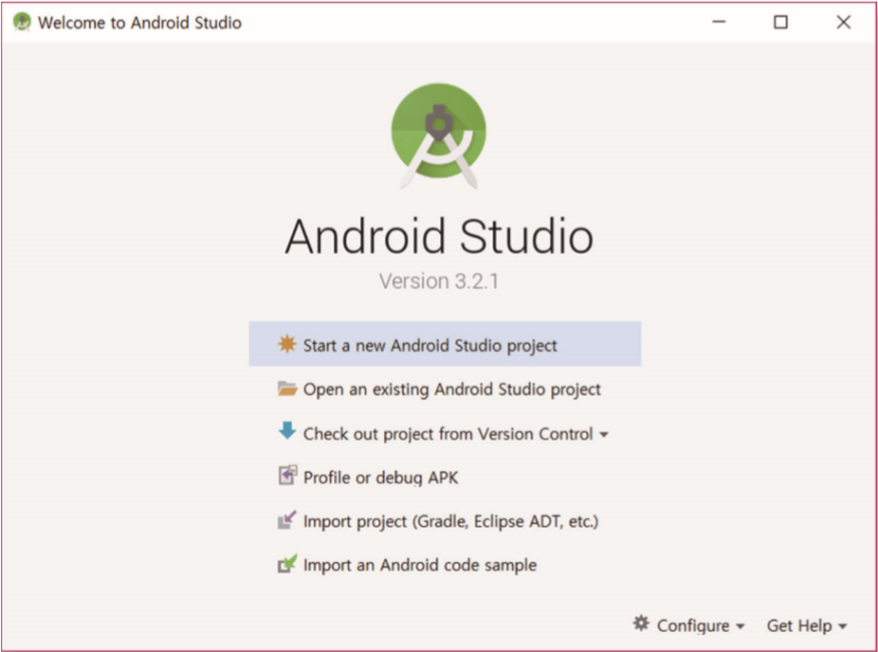 Welcome to Android Studio
Android Studio
Version 3.2.1
Start a new Android Studio project
Open an existing Android Studio project
Check out project from Version Control
Profile or debug APK
Import project (Gradle, Eclipse ADT, etc.)
Import an Android code sample
Configure Get Help